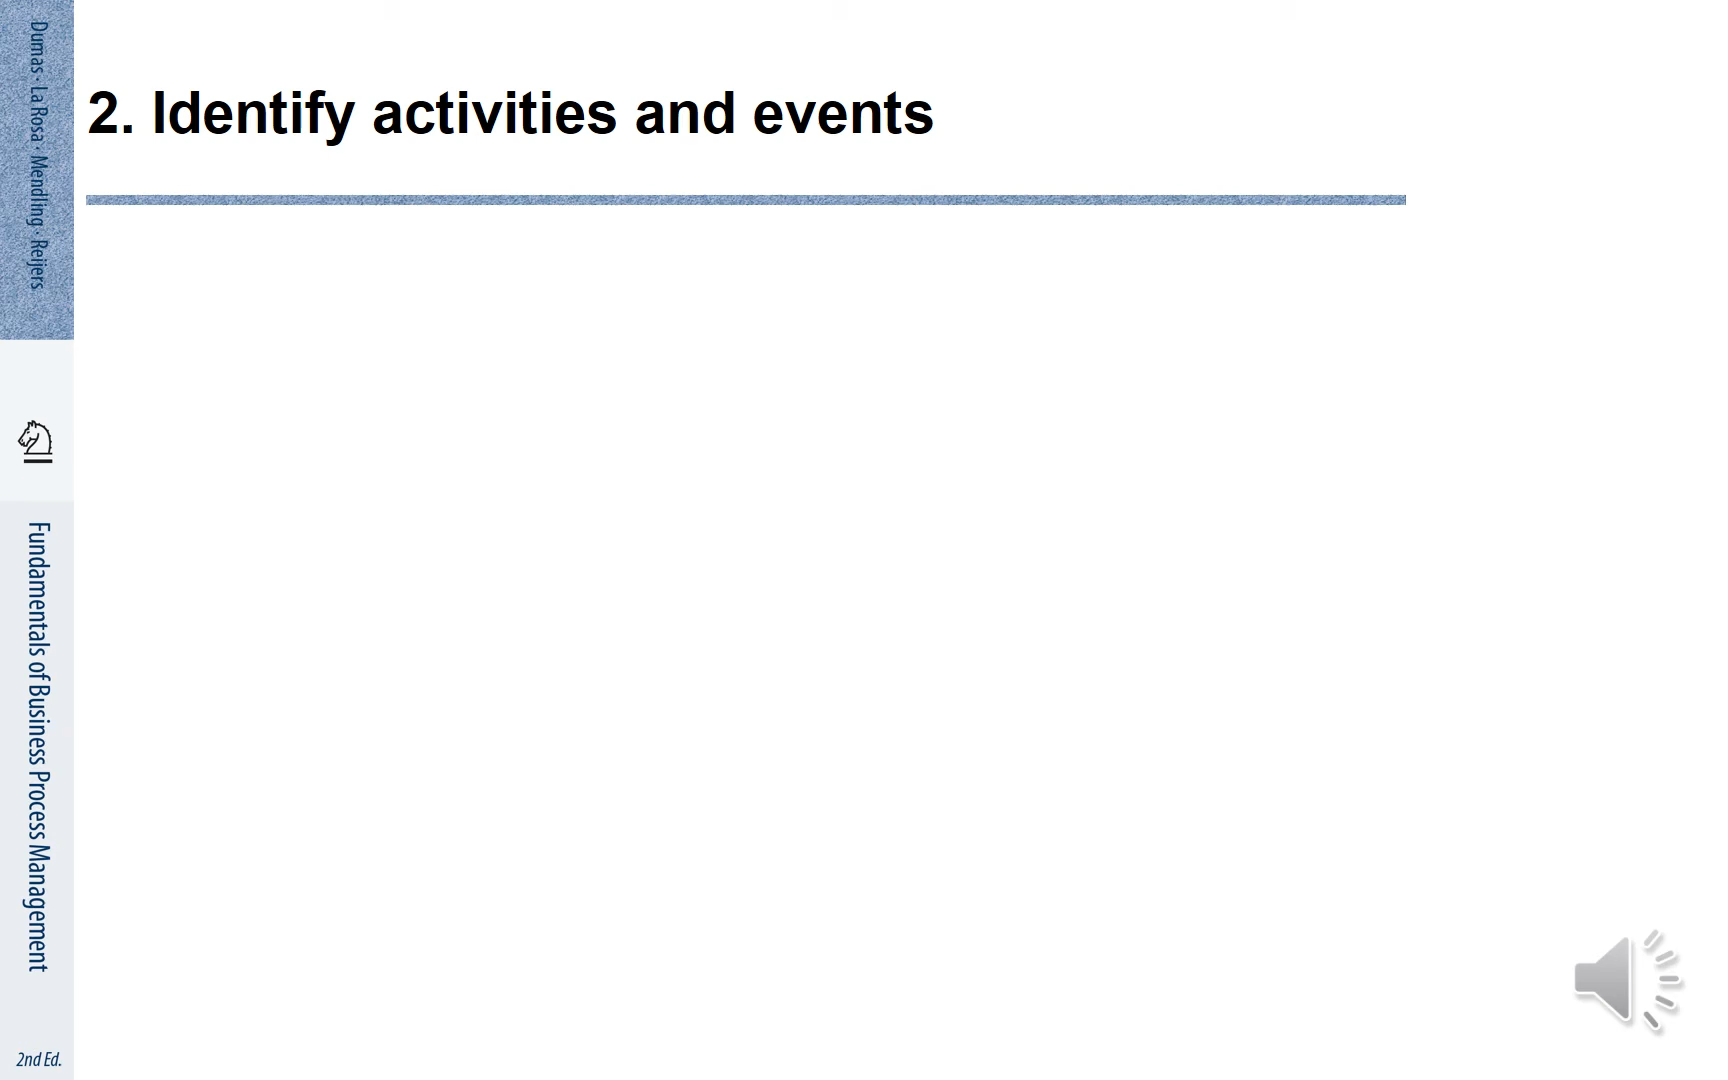 2. Identify activities and events
Dumas · La Rosa · Mendling · Reijers
Fundamentals of Business Process Management
2nd Ed.